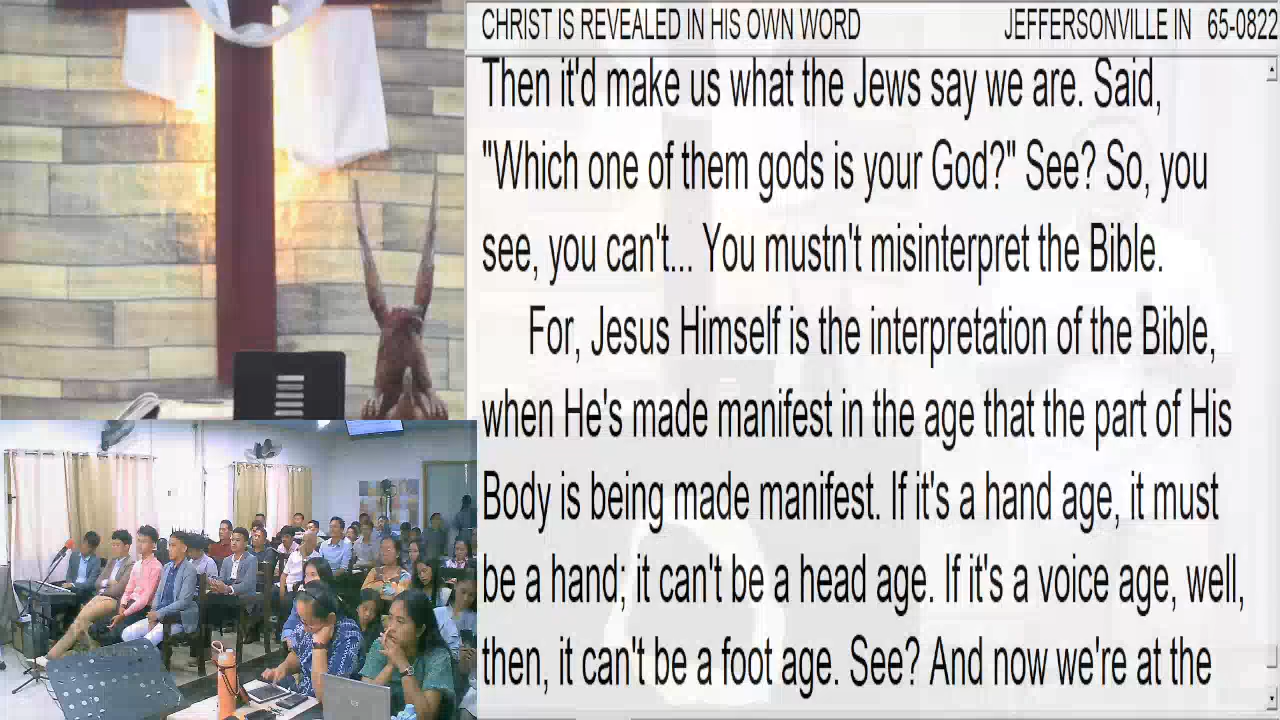 CHRIST IS REVEALED IN HIS OWN WORD JEFFERSONVILLE IN 65-0822
Then it'd make us what the Jews say we are. Said,
"Which one of them gods is your God?" See? So, you
see, you can't... You mustn't misinterpret the Bible.
For, Jesus Himself is the interpretation of the Bible,
when He's made manifest in the age that the part of His
Body is being made manifest. If it's a hand age, it must
be a hand; it can't be a head age. If it's a voice age, well,
then, it can't be a foot age. See? And now we're at the